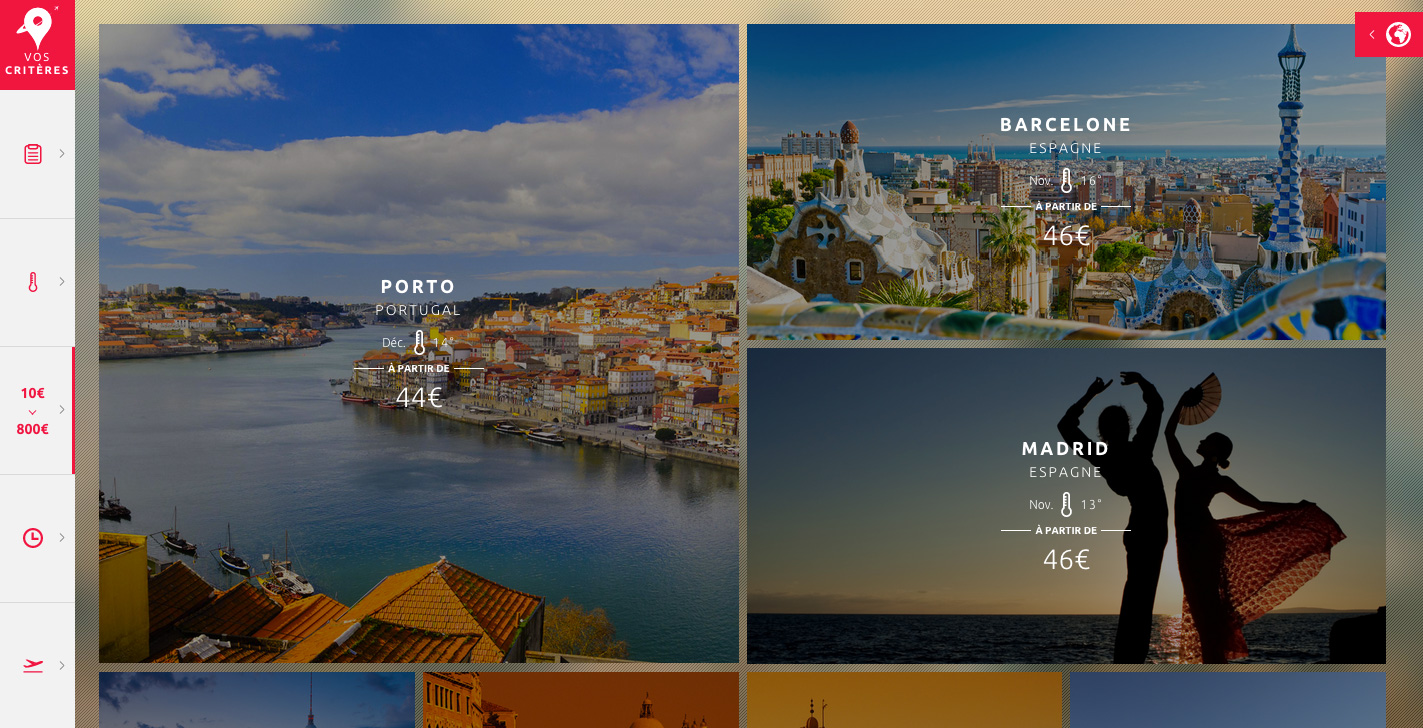 VOS
CRITÈRES
10€
800€
PORTO
PORTUGAL
Déc. 14°
À PARTIR DE
44€
BARCELONE
ESPAGNE
Nov. 16°
À PARTIR DE
46€
MADRID
ESPAGNE
Nov. 13°
À PARTIR DE
46€